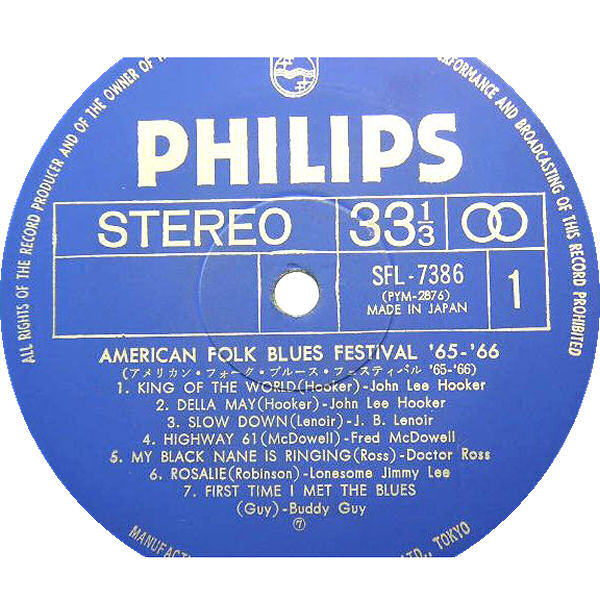 ALL RIGHTS OF THE RECORD PRODUCER AND OF THE OWNER OF
PERFORMANCE AND BROADCASTING OF THIS RECORD PROHIBITED
PHILIPS
STEREO
33 1/3
SFL-7386
(PYM-2876)
MADE IN JAPAN
1
AMERICAN FOLK BLUES FESTIVAL '65-'66
(アメリカン・フォーク・ブルース・フェスティバル '65-'66)
1. KING OF THE WORLD(Hooker)-John Lee Hooker
2. DELLA MAY(Hooker)-John Lee Hooker
3. SLOW DOWN(Lenoir)-J. B. Lenoir
4. HIGHWAY 61(McDowell)-Fred McDowell
5. MY BLACK NANE IS RINGING(Ross)-Doctor Ross
6. ROSALIE(Robinson)-Lonesome Jimmy Lee
7. FIRST TIME I MET THE BLUES
(Guy)-Buddy Guy
⑦
MANUFACT
LTD., TOKYO